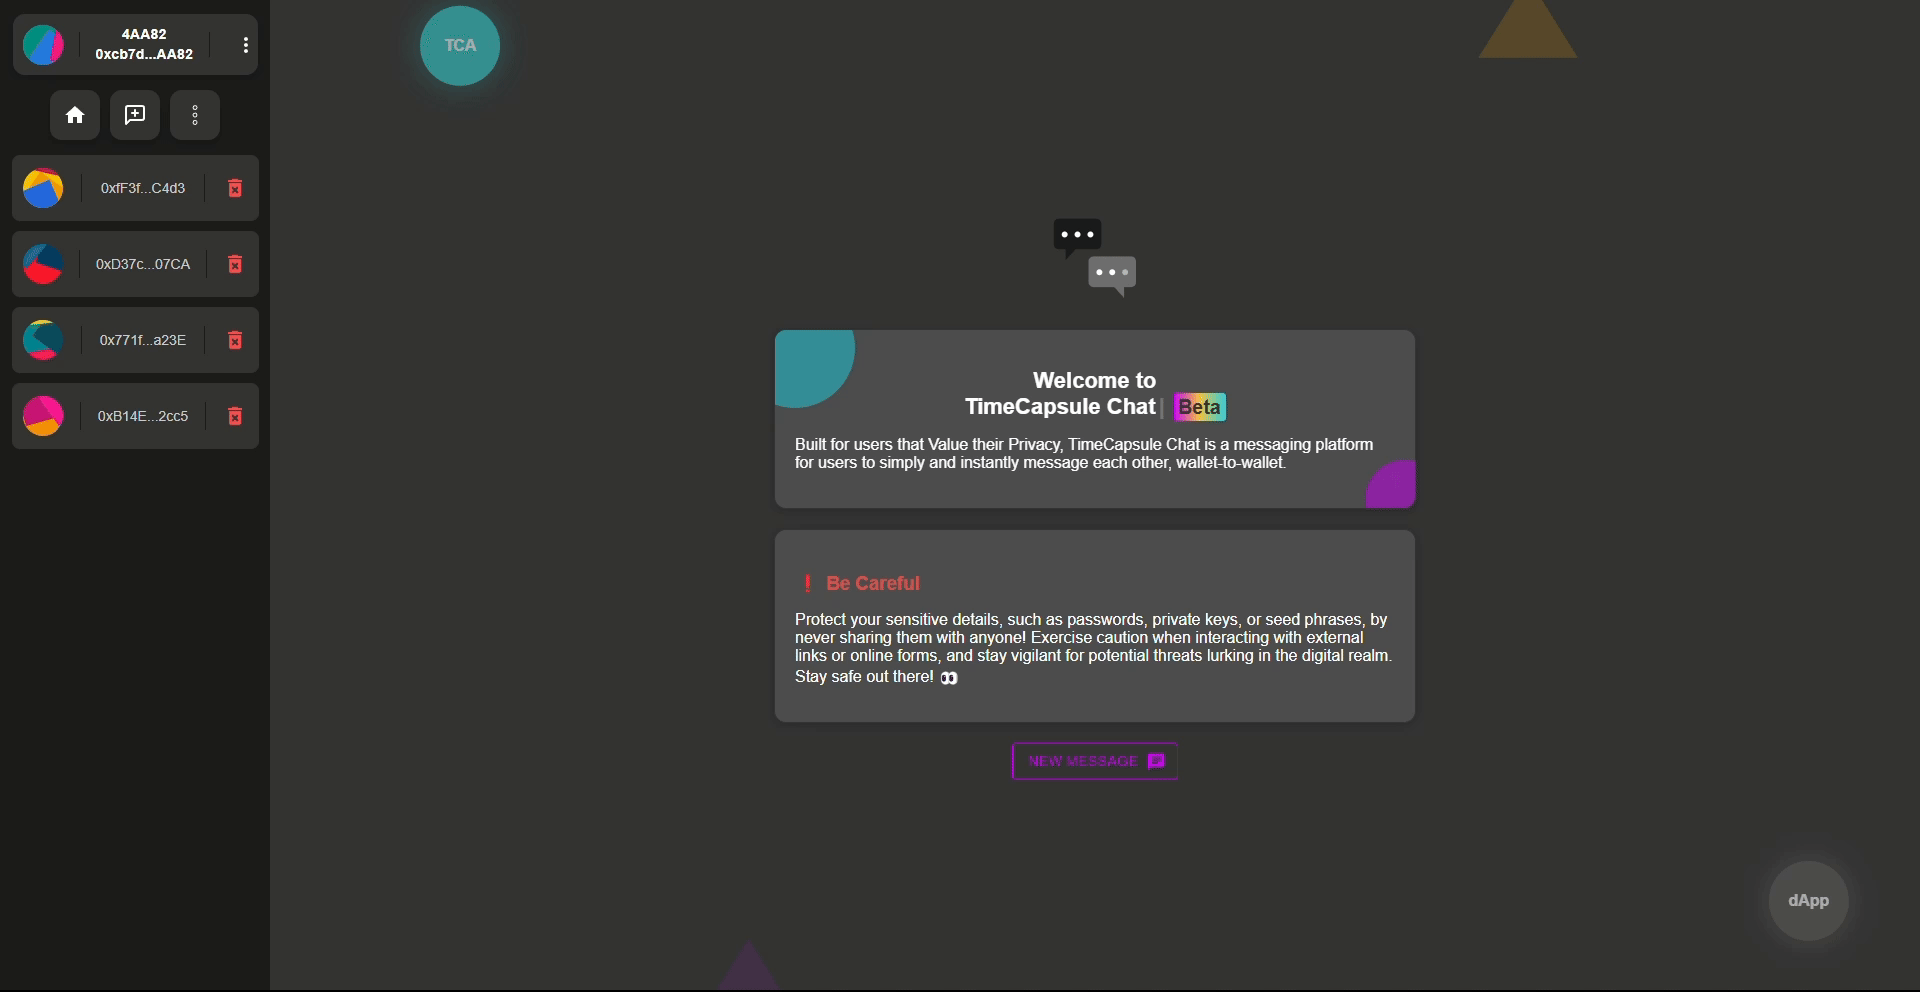 4AA82
0xcb7d...AA82
0xfF3f...C4d3
0xD37c...07CA
0x771f...a23E
0xB14E...2cc5
TCA
Welcome to
TimeCapsule Chat| Beta
Built for users that Value their Privacy, TimeCapsule Chat is a messaging platform
for users to simply and instantly message each other, wallet-to-wallet.
❗ Be Careful
Protect your sensitive details, such as passwords, private keys, or seed phrases, by
never sharing them with anyone! Exercise caution when interacting with external
links or online forms, and stay vigilant for potential threats lurking in the digital realm.
Stay safe out there! 👀
NEW MESSAGE
dApp